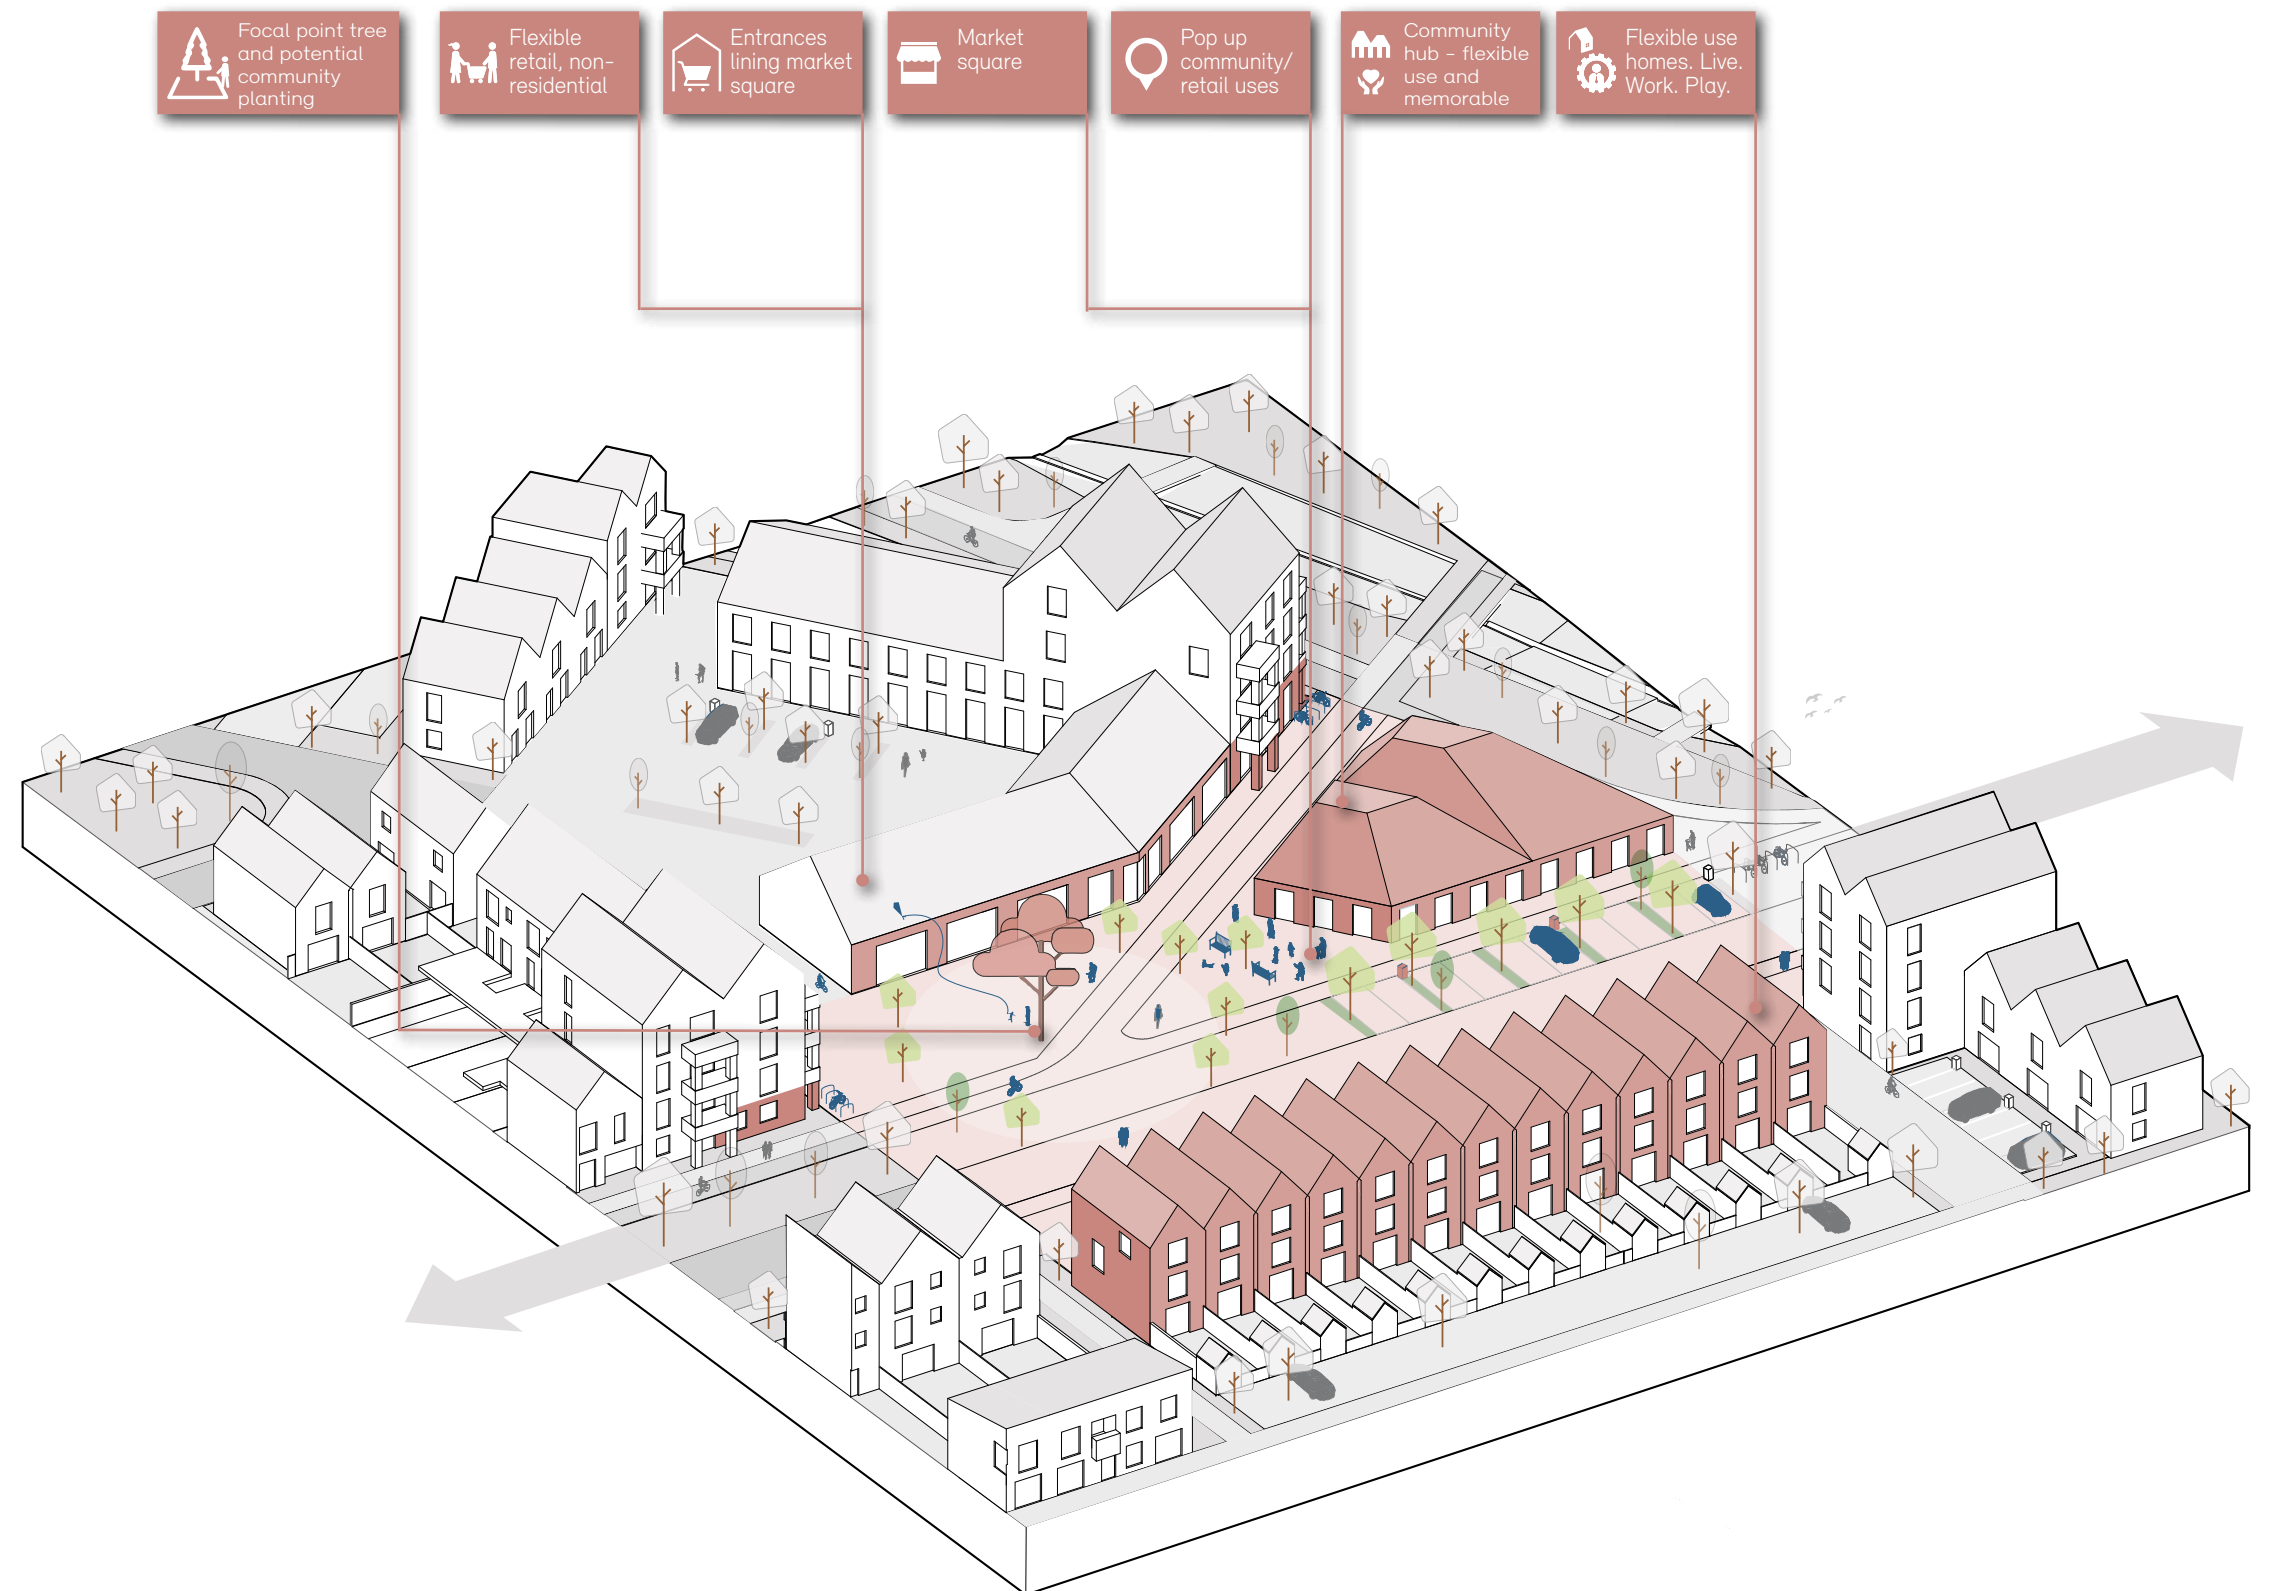 Focal point tree
and potential
community
planting
Flexible
retail, non-
residential
Entrances
lining market
square
Market
square
Pop up
community/
retail uses
Community
hub - flexible
use and
memorable
Flexible use
homes. Live.
Work. Play.